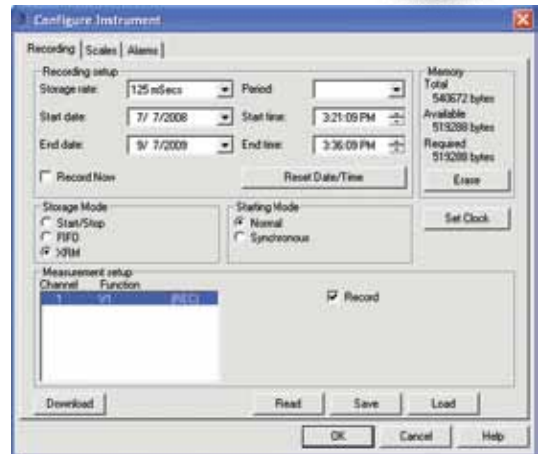 Configure Instrument
Recording Scales Alarms
Recording setup
Storage rate: 125 mSecs Period
Start date: 7/ 7/2008 Start time: 3:21:09 PM
End date: 9/ 7/2009 End time: 3:36:09 PM
Record Now Reset Date/Time
Memory
Total
540672 bytes
Available
519288 bytes
Required
519288 bytes
Erase
Storage Mode
Start/Stop
FIFO
XRM
Starting Mode
Normal
Synchronous
Set Clock
Measurement setup
Channel Function
1 V1 (REC)
Record
Download Read Save Load
OK Cancel Help